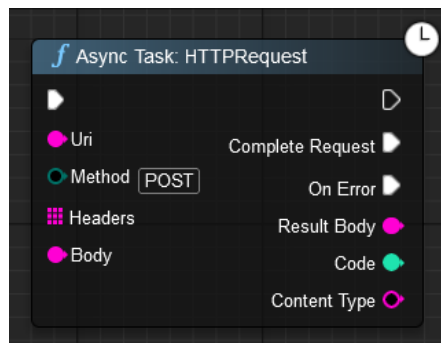 f Async Task: HTTPRequest
Uri
Complete Request
Method POST
On Error
Headers
Result Body
Body
Code
Content Type